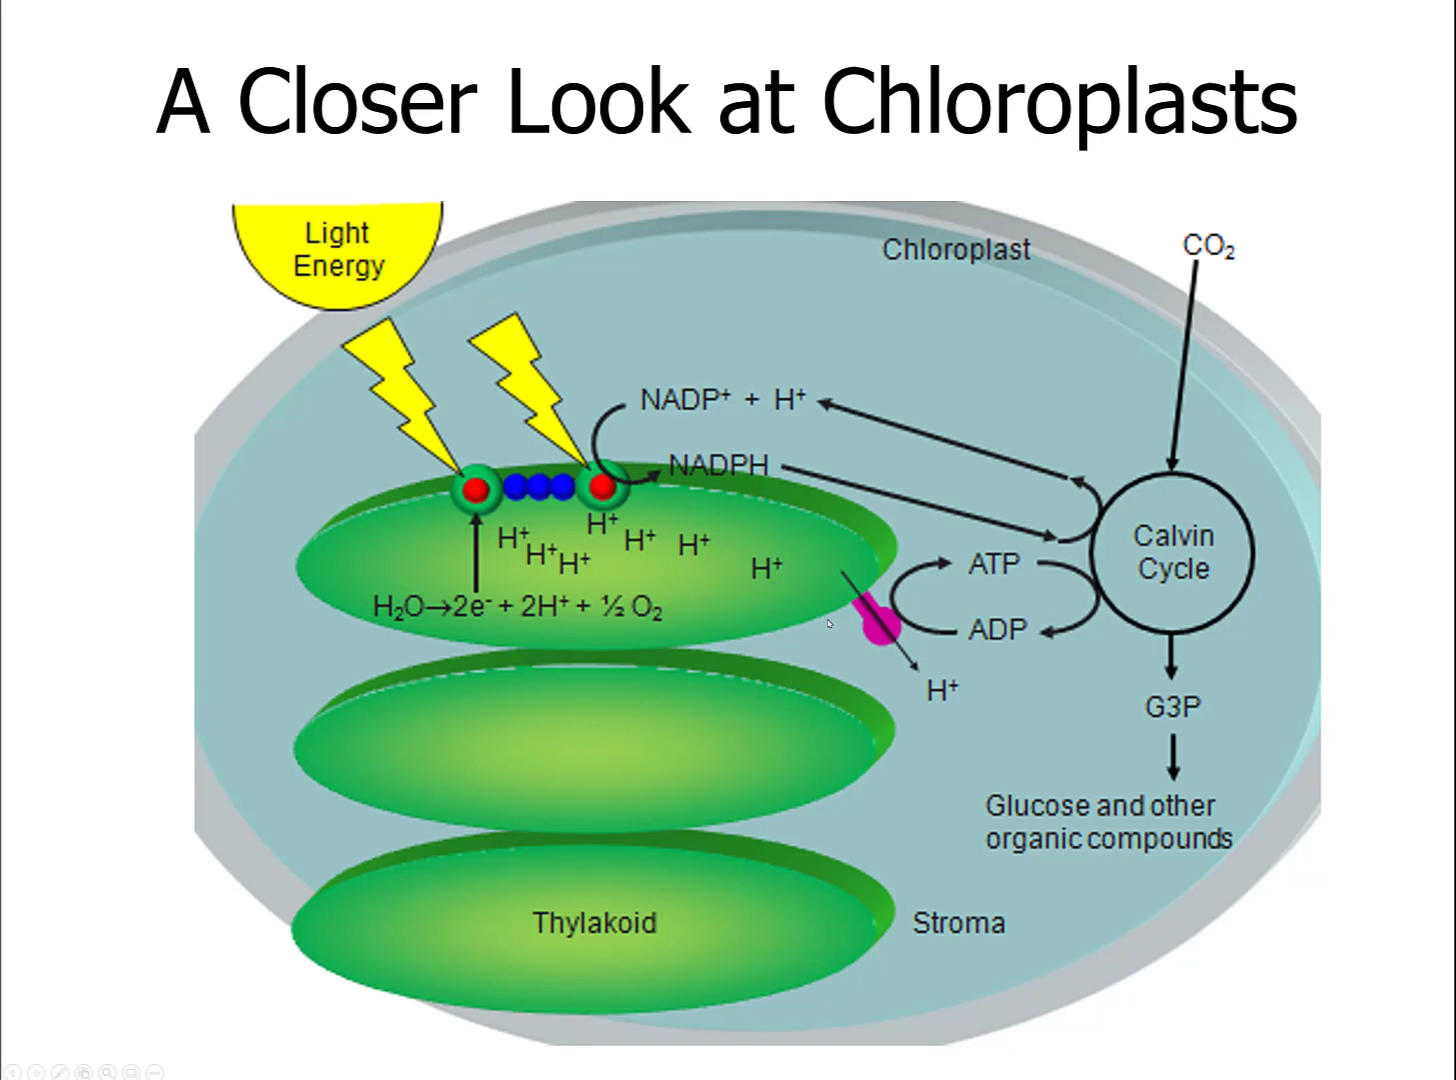 A Closer Look at Chloroplasts
Light
Energy
Chloroplast
CO₂
NADP⁺ + H⁺
NADPH
H⁺
H⁺
H⁺
H⁺
H⁺
H⁺
H⁺
H₂O→2e⁻ + 2H⁺ + ½ O₂
ATP
ADP
H⁺
Calvin
Cycle
G3P
Glucose and other
organic compounds
Thylakoid
Stroma